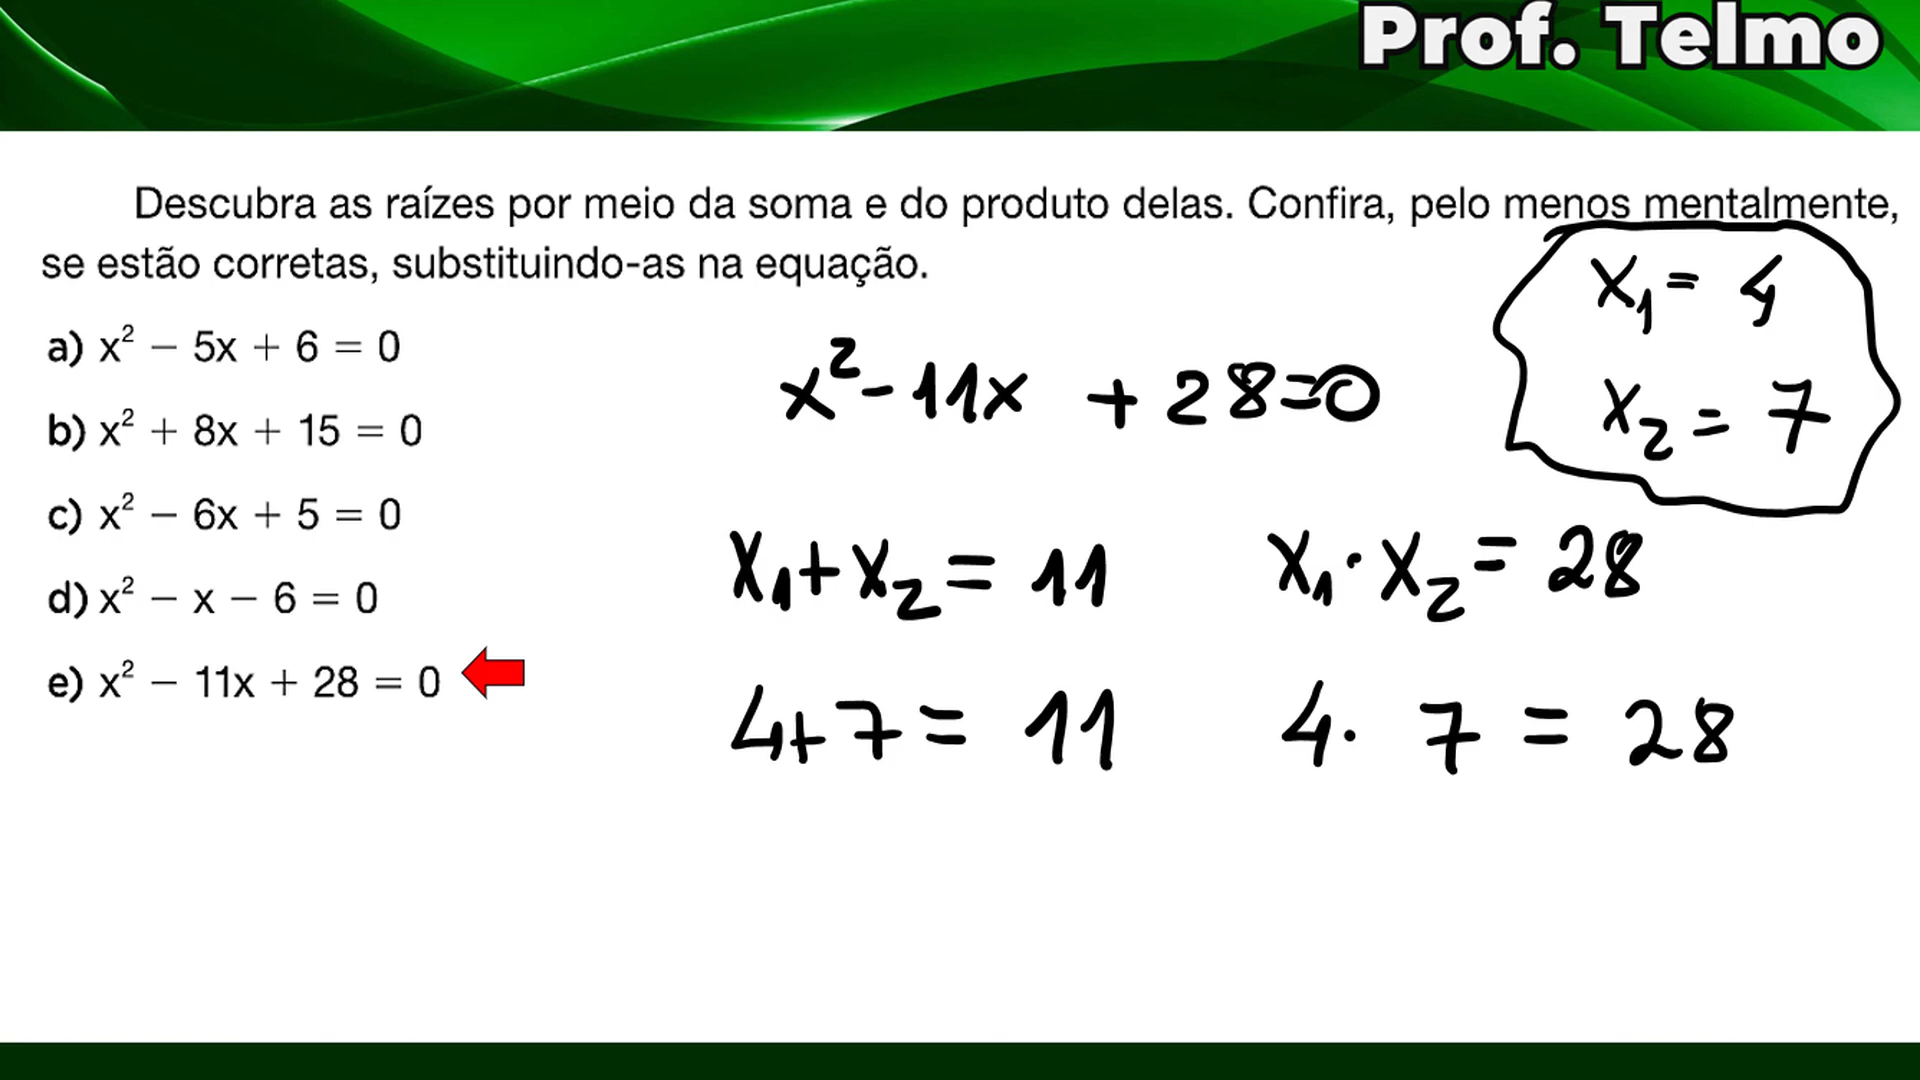 Prof. Telmo
Descubra as raízes por meio da soma e do produto delas. Confira, pelo menos mentalmente,
se estão corretas, substituindo-as na equação.
a) x² − 5x + 6 = 0
b) x² + 8x + 15 = 0
c) x² − 6x + 5 = 0
d) x² − x − 6 = 0
e) x² − 11x + 28 = 0
x² - 11x + 28 = 0
x₁ = 4
x₂ = 7
x₁ + x₂ = 11
x₁ · x₂ = 28
4 + 7 = 11
4 · 7 = 28